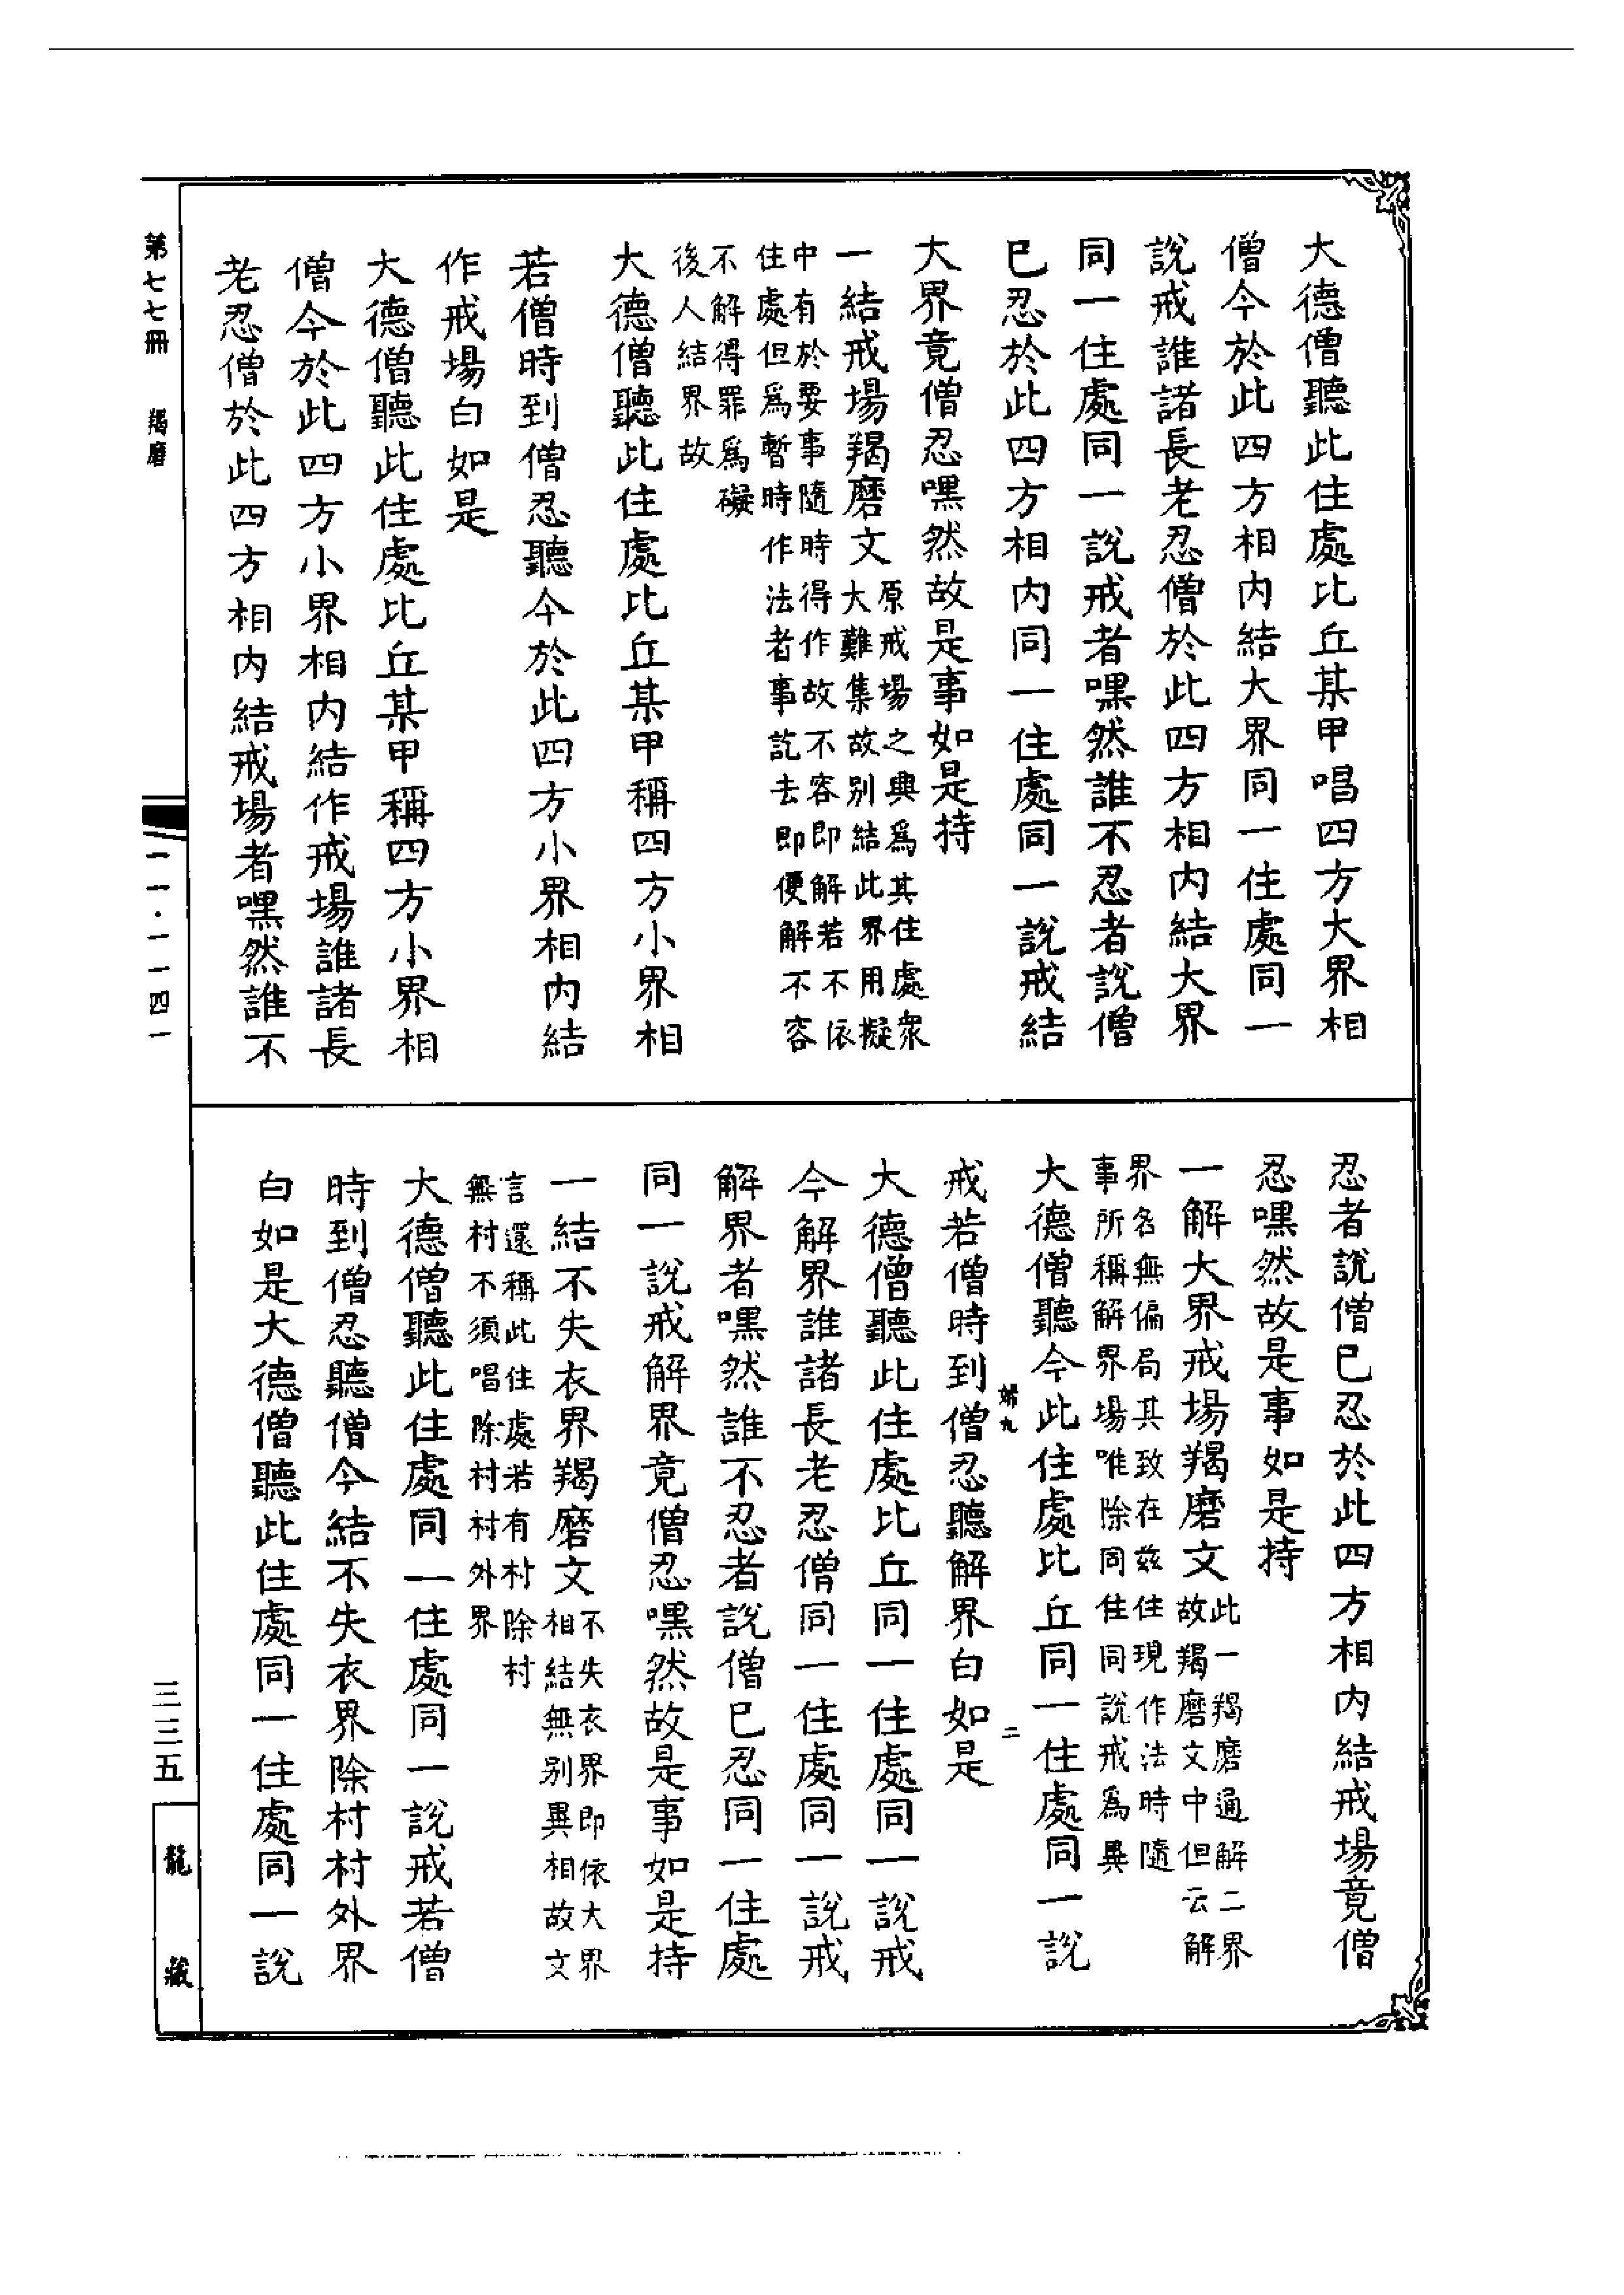 大德僧聽此住處比丘某甲唱四方大界相
僧今於此四方相内結大界同一住處同一
說戒誰諸長老忍僧於此四方相内結大界
同一住處同一說戒者嘿然誰不忍者說僧
已忍於此四方相内同一住處同一說戒結
大界竟僧忍嘿然故是事如是持
一結戒場羯磨文
原戒場之興爲其住處衆
大難集故别結此界用擬
中有於要事隨時得作故不容即解若不依
住處但爲暫時作法者事訖去即便解不容
不解得罪爲礙
後人結界故
大德僧聽此住處比丘某甲稱四方小界相
若僧時到僧忍聽今於此四方小界相内結
作戒場白如是
大德僧聽此住處比丘某甲稱四方小界相
僧今於此四方小界相内結作戒場誰諸長
老忍僧於此四方相内結戒場者嘿然誰不
忍者說僧已忍於此四方相内結戒場竟僧
忍嘿然故是事如是持
一解大界戒場羯磨文
此一羯磨通解二界
故羯磨文中但云解
界名無偏局其致在兹住現作法時隨
事所稱解界場唯除同住同說戒爲異
大德僧聽今此住處比丘同一住處同一說
戒若僧時到僧忍聽解界白如是
大德僧聽此住處比丘同一住處同一說戒
今解界誰諸長老忍僧同一住處同一說戒
解界者嘿然誰不忍者說僧已忍同一住處
同一說戒解界竟僧忍嘿然故是事如是持
一結不失衣界羯磨文
不失衣界即依大界
相結無别異相故文
言還稱此住處若有村除村
無村不須唱除村村外界
大德僧聽此住處同一住處同一說戒若僧
時到僧忍聽僧今結不失衣界除村村外界
白如是大德僧聽此住處同一住處同一說
二
第七七冊 羯磨
一一·一一四一
三三五
龍藏